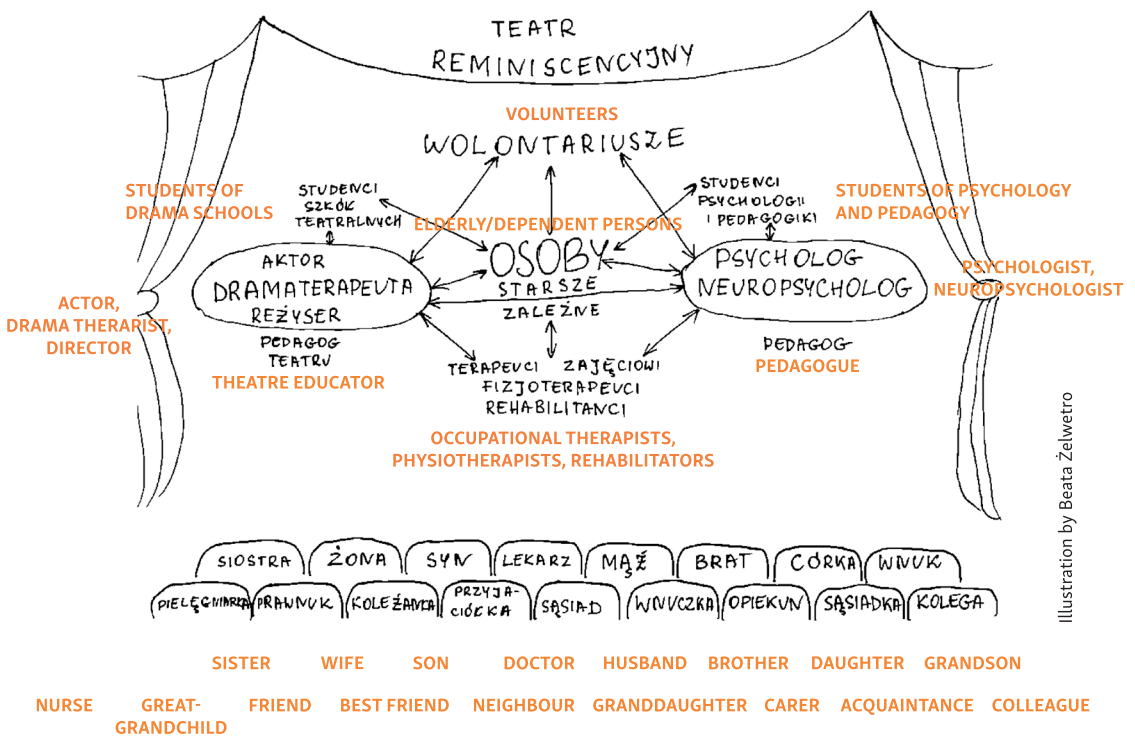 TEATR
REMINISCENCYJNY
VOLUNTEERS
WOLONTARIUSZE
STUDENTS OF
DRAMA SCHOOLS
STUDENCI
SZKÓŁ
TEATRALNYCH
ELDERLY/DEPENDENT PERSONS
STUDENCI
PSYCHOLOGII
I PEDAGOGIKI
STUDENTS OF PSYCHOLOGY
AND PEDAGOGY
ACTOR,
DRAMA THERARIST,
DIRECTOR
AKTOR
DRAMATERAPEUTA
REŻYSER
PEDAGOG
TEATRU
THEATRE EDUCATOR
OSOBY
STARSZE
ZALEŻNE
PSYCHOLOG
NEUROPSYCHOLOG
PSYCHOLOGIST,
NEUROPSYCHOLOGIST
PEDAGOG
PEDAGOGUE
TERAPEUCI ZAJĘCIOWI
FIZJOTERAPEUCI
REHABILITANCI
OCCUPATIONAL THERAPISTS,
PHYSIOTHERAPISTS, REHABILITATORS
Illustration by Beata Żelwetro
SIOSTRA ŻONA SYN LEKARZ MĄŻ BRAT CÓRKA WNUK
PIELĘGNIARKA PRAWNUK KOLEŻANKA PRZYJA-
CIÓŁKA SĄSIAD WNUCZKA OPIEKUN SĄSIADKA KOLEGA
SISTER WIFE SON DOCTOR HUSBAND BROTHER DAUGHTER GRANDSON
NURSE GREAT-
GRANDCHILD FRIEND BEST FRIEND NEIGHBOUR GRANDDAUGHTER CARER ACQUAINTANCE COLLEAGUE